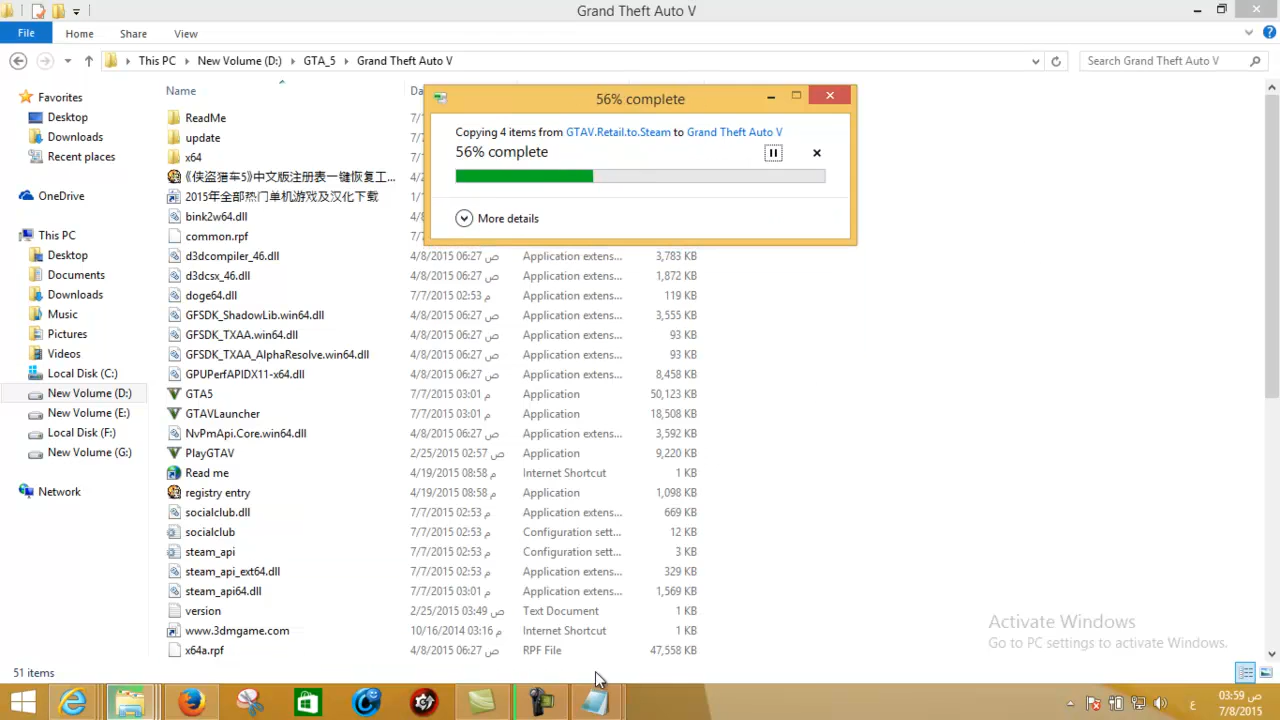 Grand Theft Auto V
File Home Share View
This PC New Volume (D:) GTA_5 Grand Theft Auto V
Search Grand Theft Auto V
Favorites
Desktop
Downloads
Recent places
OneDrive
This PC
Desktop
Documents
Downloads
Music
Pictures
Videos
Local Disk (C:)
New Volume (D:)
New Volume (E:)
Local Disk (F:)
New Volume (G:)
Network
Name
ReadMe
update
x64
《侠盗猎车5》中文版注册表一键恢复工...
2015年全部热门单机游戏及汉化下载
bink2w64.dll
common.rpf
d3dcompiler_46.dll 4/8/2015 06:27 ص Application extens... 3,783 KB
d3dcsx_46.dll 4/8/2015 06:27 ص Application extens... 1,872 KB
doge64.dll 7/7/2015 02:53 م Application extens... 119 KB
GFSDK_ShadowLib.win64.dll 4/8/2015 06:27 ص Application extens... 3,555 KB
GFSDK_TXAA.win64.dll 4/8/2015 06:27 ص Application extens... 93 KB
GFSDK_TXAA_AlphaResolve.win64.dll 4/8/2015 06:27 ص Application extens... 93 KB
GPUPerfAPIDX11-x64.dll 4/8/2015 06:27 ص Application extens... 8,458 KB
GTA5 7/7/2015 03:01 م Application 50,123 KB
GTAVLauncher 7/7/2015 03:01 م Application 18,508 KB
NvPmApi.Core.win64.dll 4/8/2015 06:27 ص Application extens... 3,592 KB
PlayGTAV 2/25/2015 02:57 ص Application 9,220 KB
Read me 4/19/2015 08:58 م Internet Shortcut 1 KB
registry entry 4/19/2015 08:58 م Application 1,098 KB
socialclub.dll 7/7/2015 02:53 م Application extens... 669 KB
socialclub 7/7/2015 02:53 م Configuration sett... 12 KB
steam_api 7/7/2015 02:53 م Configuration sett... 3 KB
steam_api_ext64.dll 7/7/2015 02:53 م Application extens... 329 KB
steam_api64.dll 7/7/2015 03:01 م Application extens... 1,569 KB
version 2/25/2015 03:49 ص Text Document 1 KB
www.3dmgame.com 10/16/2014 03:16 م Internet Shortcut 1 KB
x64a.rpf 4/8/2015 06:27 ص RPF File 47,558 KB
56% complete
Copying 4 items from GTAV.Retail.to.Steam to Grand Theft Auto V
56% complete
More details
Activate Windows
Go to PC settings to activate Windows.
51 items
ع
03:59 ص
7/8/2015